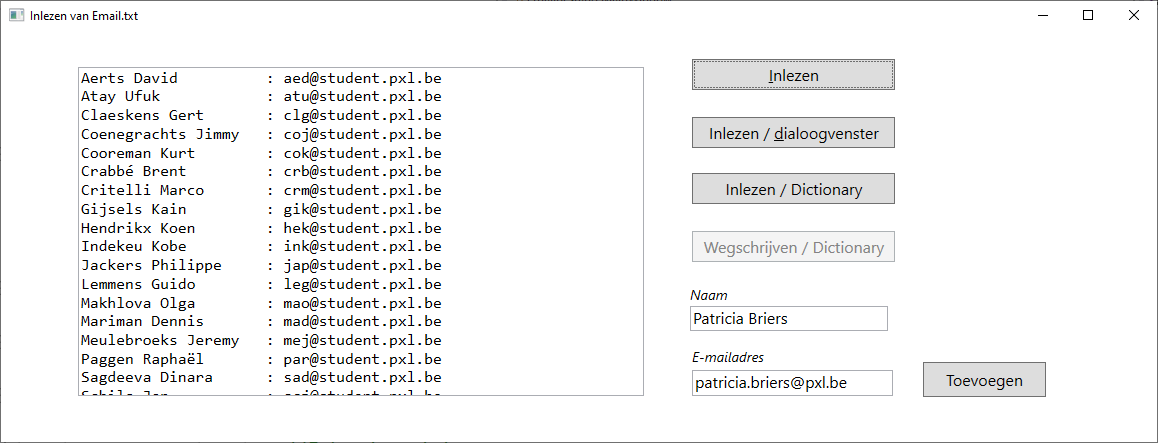 Inlezen van Email.txt
Aerts David : aed@student.pxl.be
Atay Ufuk : atu@student.pxl.be
Claeskens Gert : clg@student.pxl.be
Coenegrachts Jimmy : coj@student.pxl.be
Cooreman Kurt : cok@student.pxl.be
Crabbé Brent : crb@student.pxl.be
Critelli Marco : crm@student.pxl.be
Gijsels Kain : gik@student.pxl.be
Hendrikx Koen : hek@student.pxl.be
Indekeu Kobe : ink@student.pxl.be
Jackers Philippe : jap@student.pxl.be
Lemmens Guido : leg@student.pxl.be
Makhlova Olga : mao@student.pxl.be
Mariman Dennis : mad@student.pxl.be
Meulebroeks Jeremy : mej@student.pxl.be
Paggen Raphaël : par@student.pxl.be
Sagdeeva Dinara : sad@student.pxl.be
Inlezen
Inlezen / dialoogvenster
Inlezen / Dictionary
Wegschrijven / Dictionary
Naam
Patricia Briers
E-mailadres
patricia.briers@pxl.be
Toevoegen